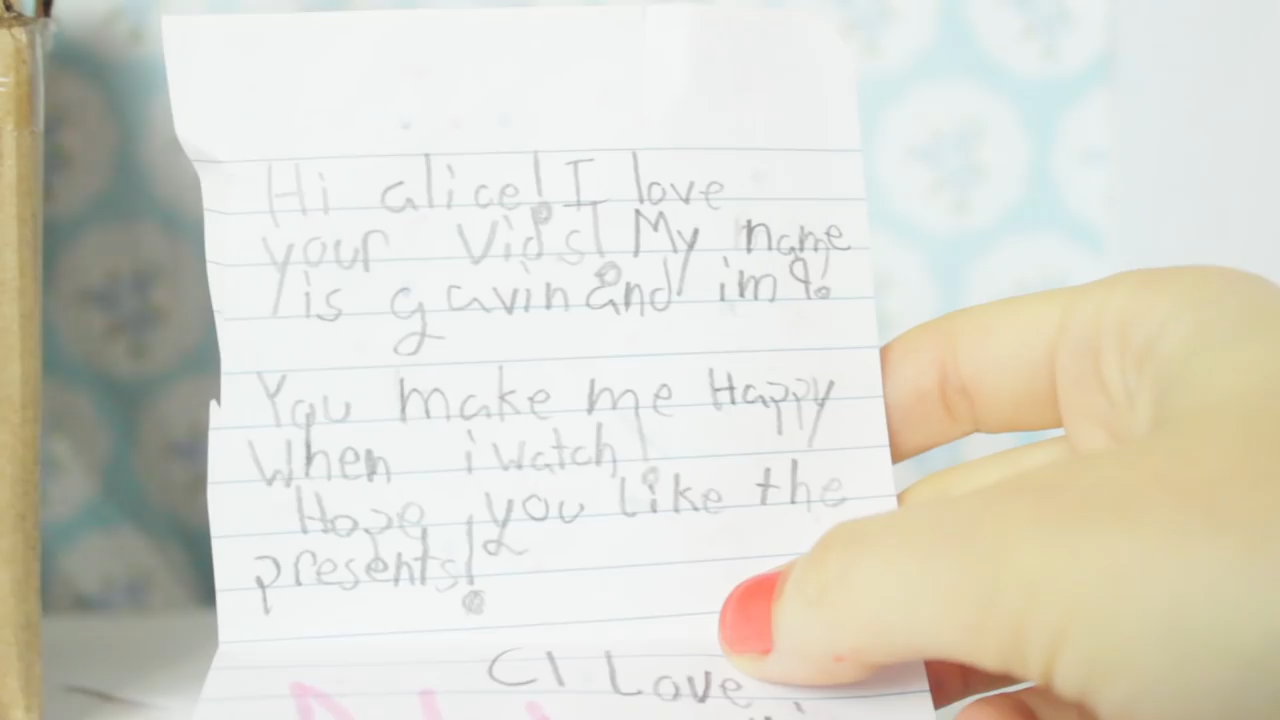 Hi alice! I love
your Vids! My name
is gavin and im 9!
You make me Happy
When i watch!
Hope you like the
presents!
CI Love